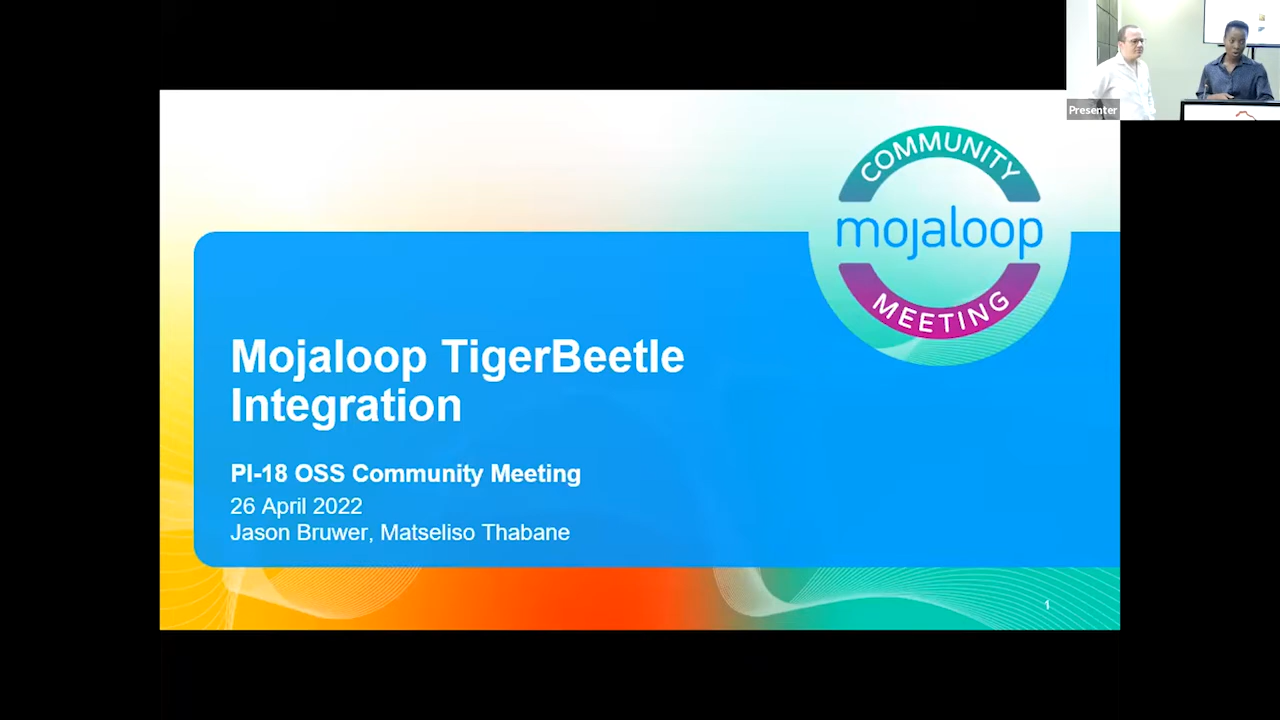 Presenter
COMMUNITY
mojaloop
MEETING
Mojaloop TigerBeetle
Integration
PI-18 OSS Community Meeting
26 April 2022
Jason Bruwer, Matseliso Thabane
1